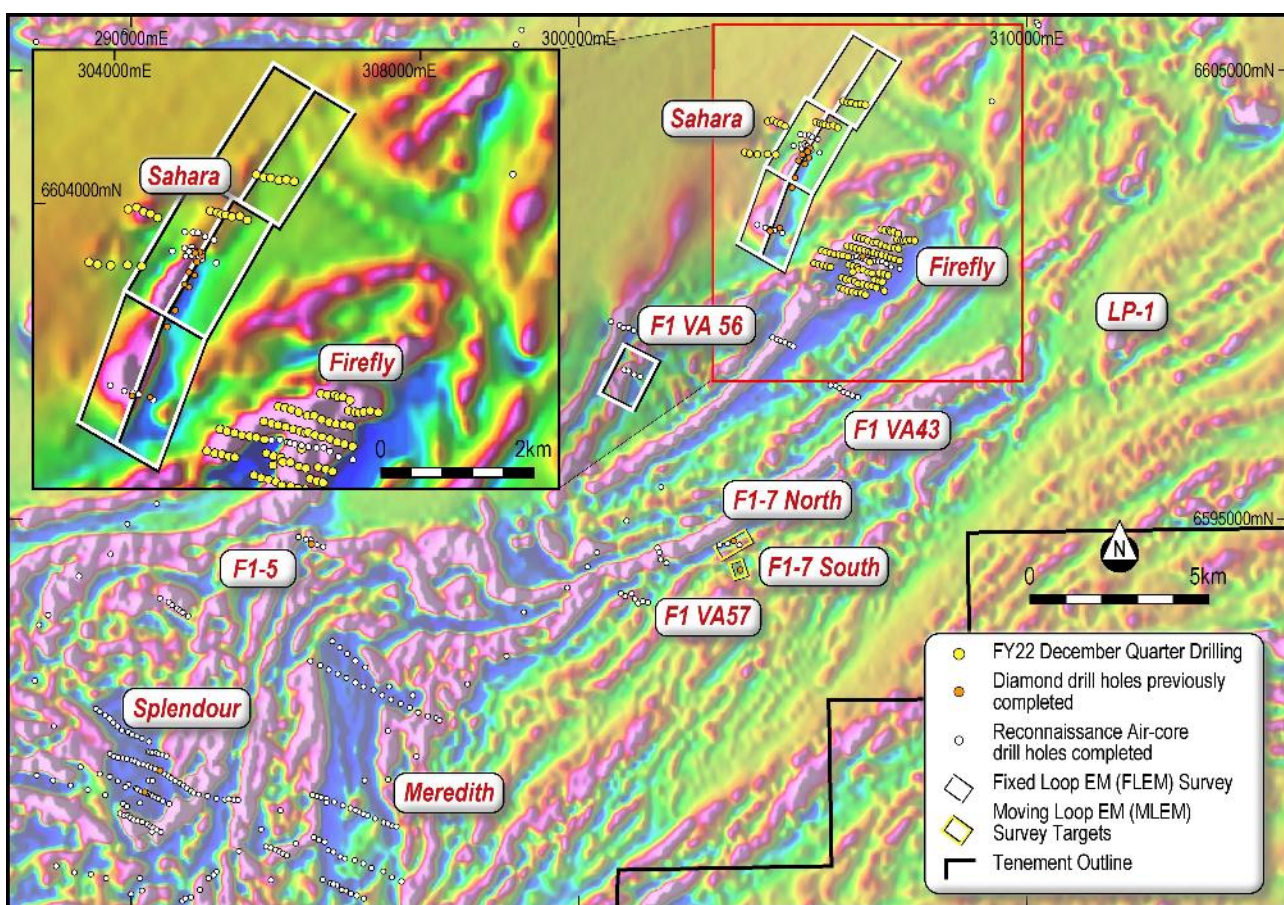 290000mE
300000mE
310000mE
304000mE
308000mE
6605000mN
Sahara
6604000mN
Sahara
Firefly
Firefly
0
2km
F1 VA 56
LP-1
F1 VA43
F1-7 North
6595000mN
F1-5
F1-7 South
N
0
5km
F1 VA57
Splendour
Meredith
FY22 December Quarter Drilling
Diamond drill holes previously
completed
Reconnaissance Air-core
drill holes completed
Fixed Loop EM (FLEM) Survey
Moving Loop EM (MLEM)
Survey Targets
Tenement Outline